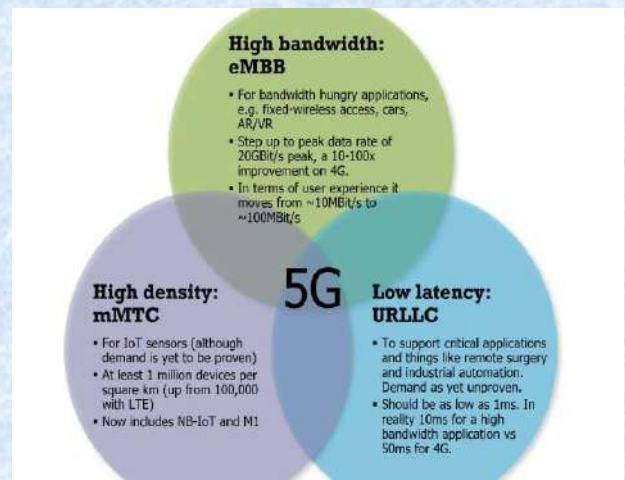 High bandwidth:
eMBB
• For bandwidth hungry applications,
e.g. fixed-wireless access, cars,
AR/VR
• Step up to peak data rate of
20GBit/s peak, a 10-100x
improvement on 4G.
• In terms of user experience it
moves from ~10MBit/s to
~100MBit/s
5G
High density:
mMTC
• For IoT sensors (although
demand is yet to be proven)
• At least 1 million devices per
square km (up from 100,000
with LTE)
• Now includes NB-IoT and M1
Low latency:
URLLC
• To support critical applications
and things like remote surgery
and industrial automation.
Demand as yet unproven.
• Should be as low as 1ms. In
reality 10ms for a high
bandwidth application vs
50ms for 4G.